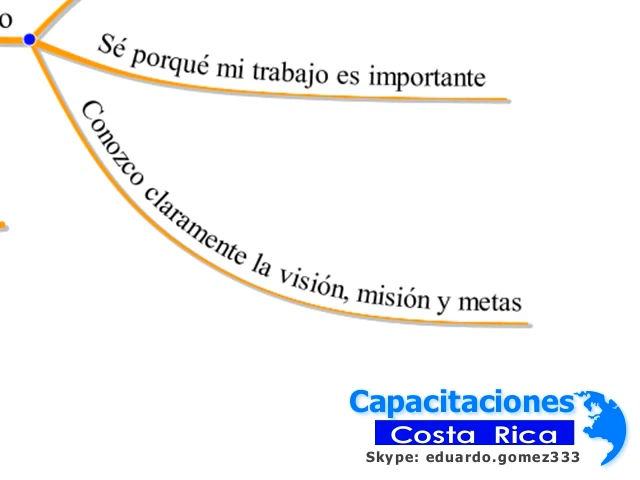 o
Sé porqué mi trabajo es importante
Conozco claramente la visión, misión y metas
Capacitaciones
Costa Rica
Skype: eduardo.gomez333